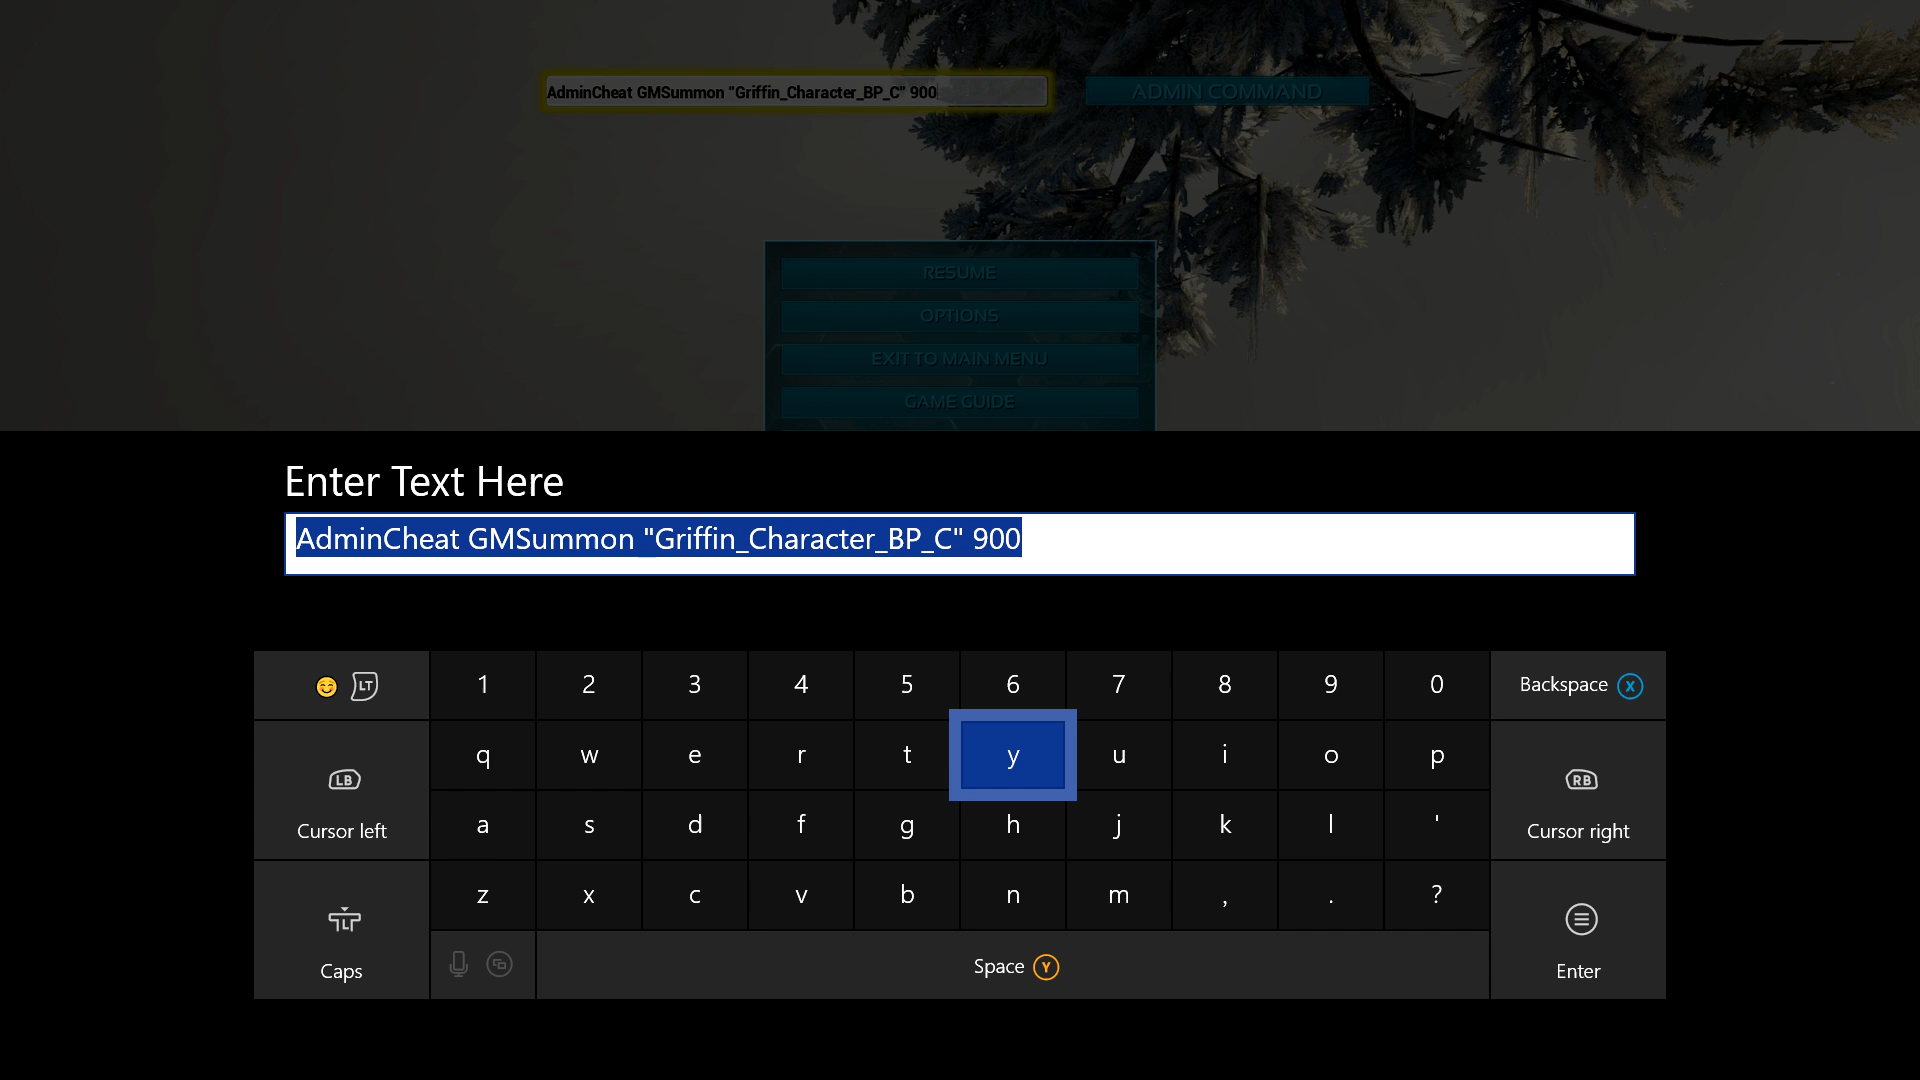 AdminCheat GMSummon "Griffin_Character_BP_C" 900
ADMIN COMMAND
RESUME
OPTIONS
EXIT TO MAIN MENU
GAME GUIDE
Enter Text Here
AdminCheat GMSummon "Griffin_Character_BP_C" 900
LT 1 2 3 4 5 6 7 8 9 0 Backspace X
q w e r t y u i o p
LB RB
Cursor left a s d f g h j k l ' Cursor right
z x c v b n m , . ?
LT
Caps Space Y Enter